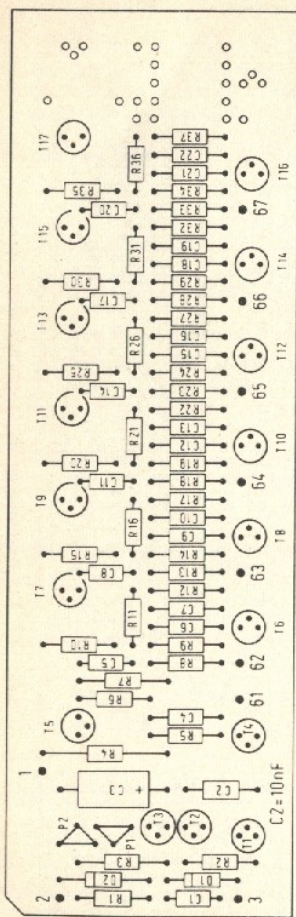 T17
R37
C22
R36
C21
T16
R35
R34
C20
R33
67
T15
R32
C19
R31
C18
T14
R30
R29
C17
R28
66
T13
R27
C16
R26
C15
T12
R25
R24
C14
R23
65
T11
R22
C13
R21
C12
T10
R20
R19
C11
R18
64
T9
R17
C10
R16
C9
T8
R15
R14
C8
R13
63
T7
R12
C7
R11
C6
T6
R10
R9
C5
R8
62
R7
R6
61
T5
C4
R5
T4
R4
1
C3
+
C2
CZ=10nF
P2
P1
T3
T2
T1
R3
R2
D2
D1
2
R1
C1
3